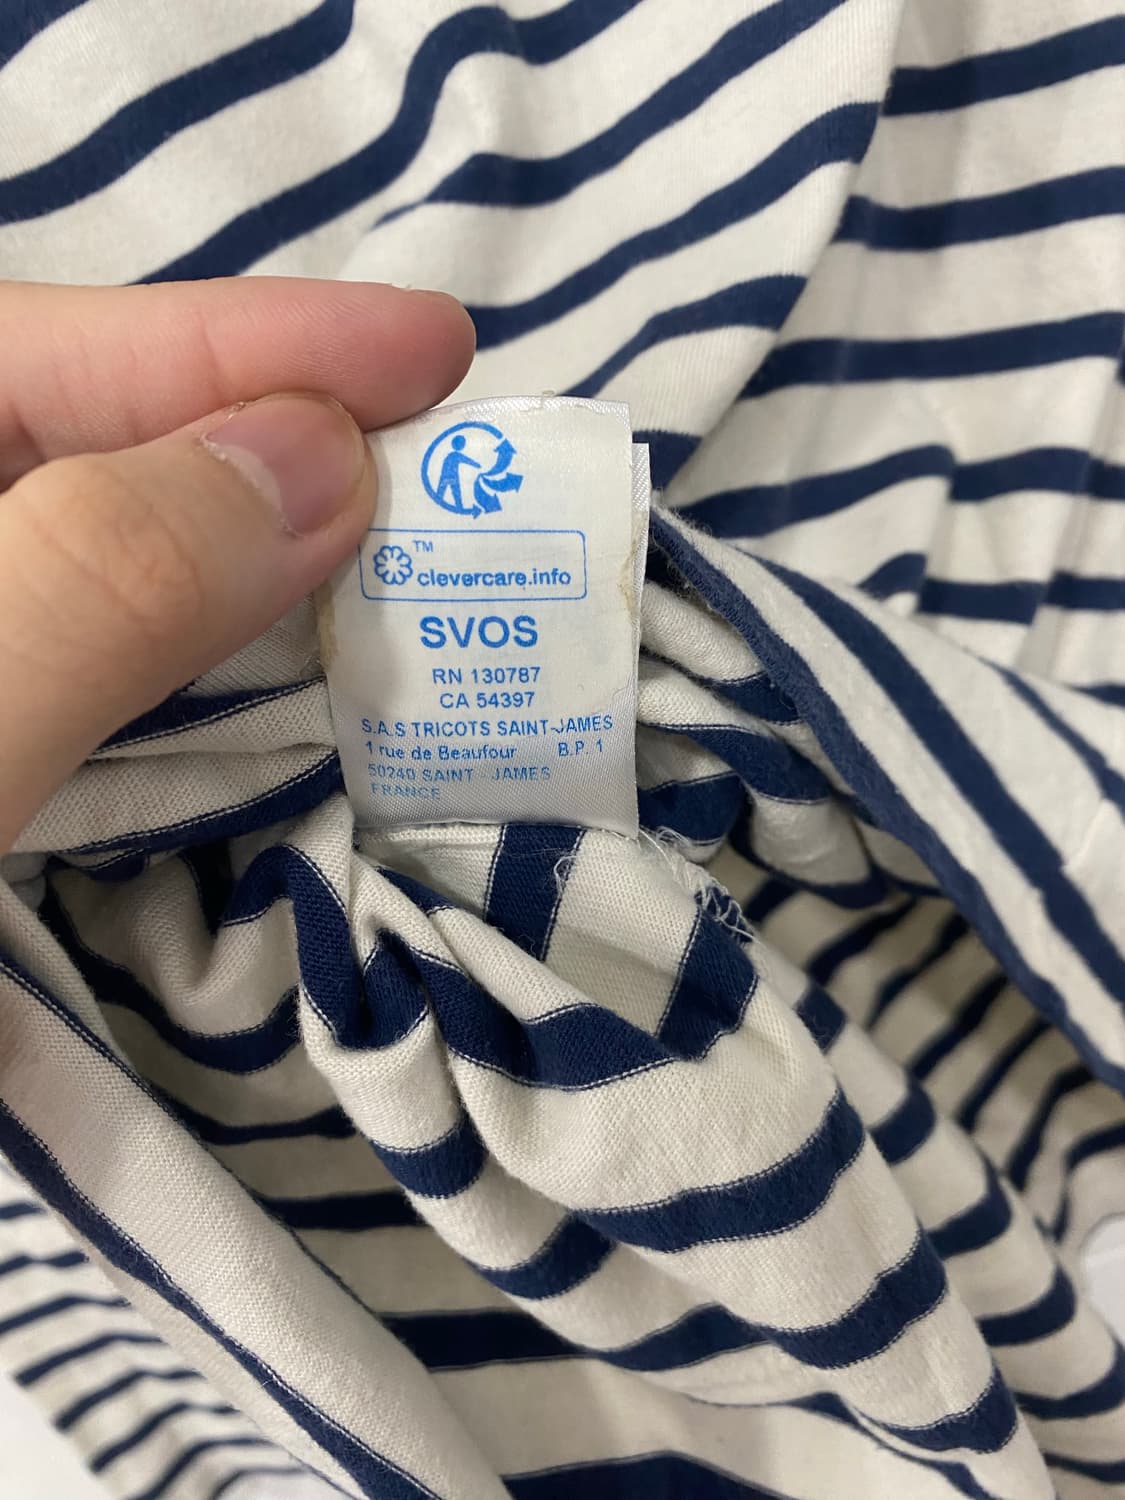 TM
clevercare.info
SVOS
RN 130787
CA 54397
S.A.S TRICOTS SAINT-JAMES
1 rue de Beaufour B.P. 1
50240 SAINT - JAMES
FRANCE